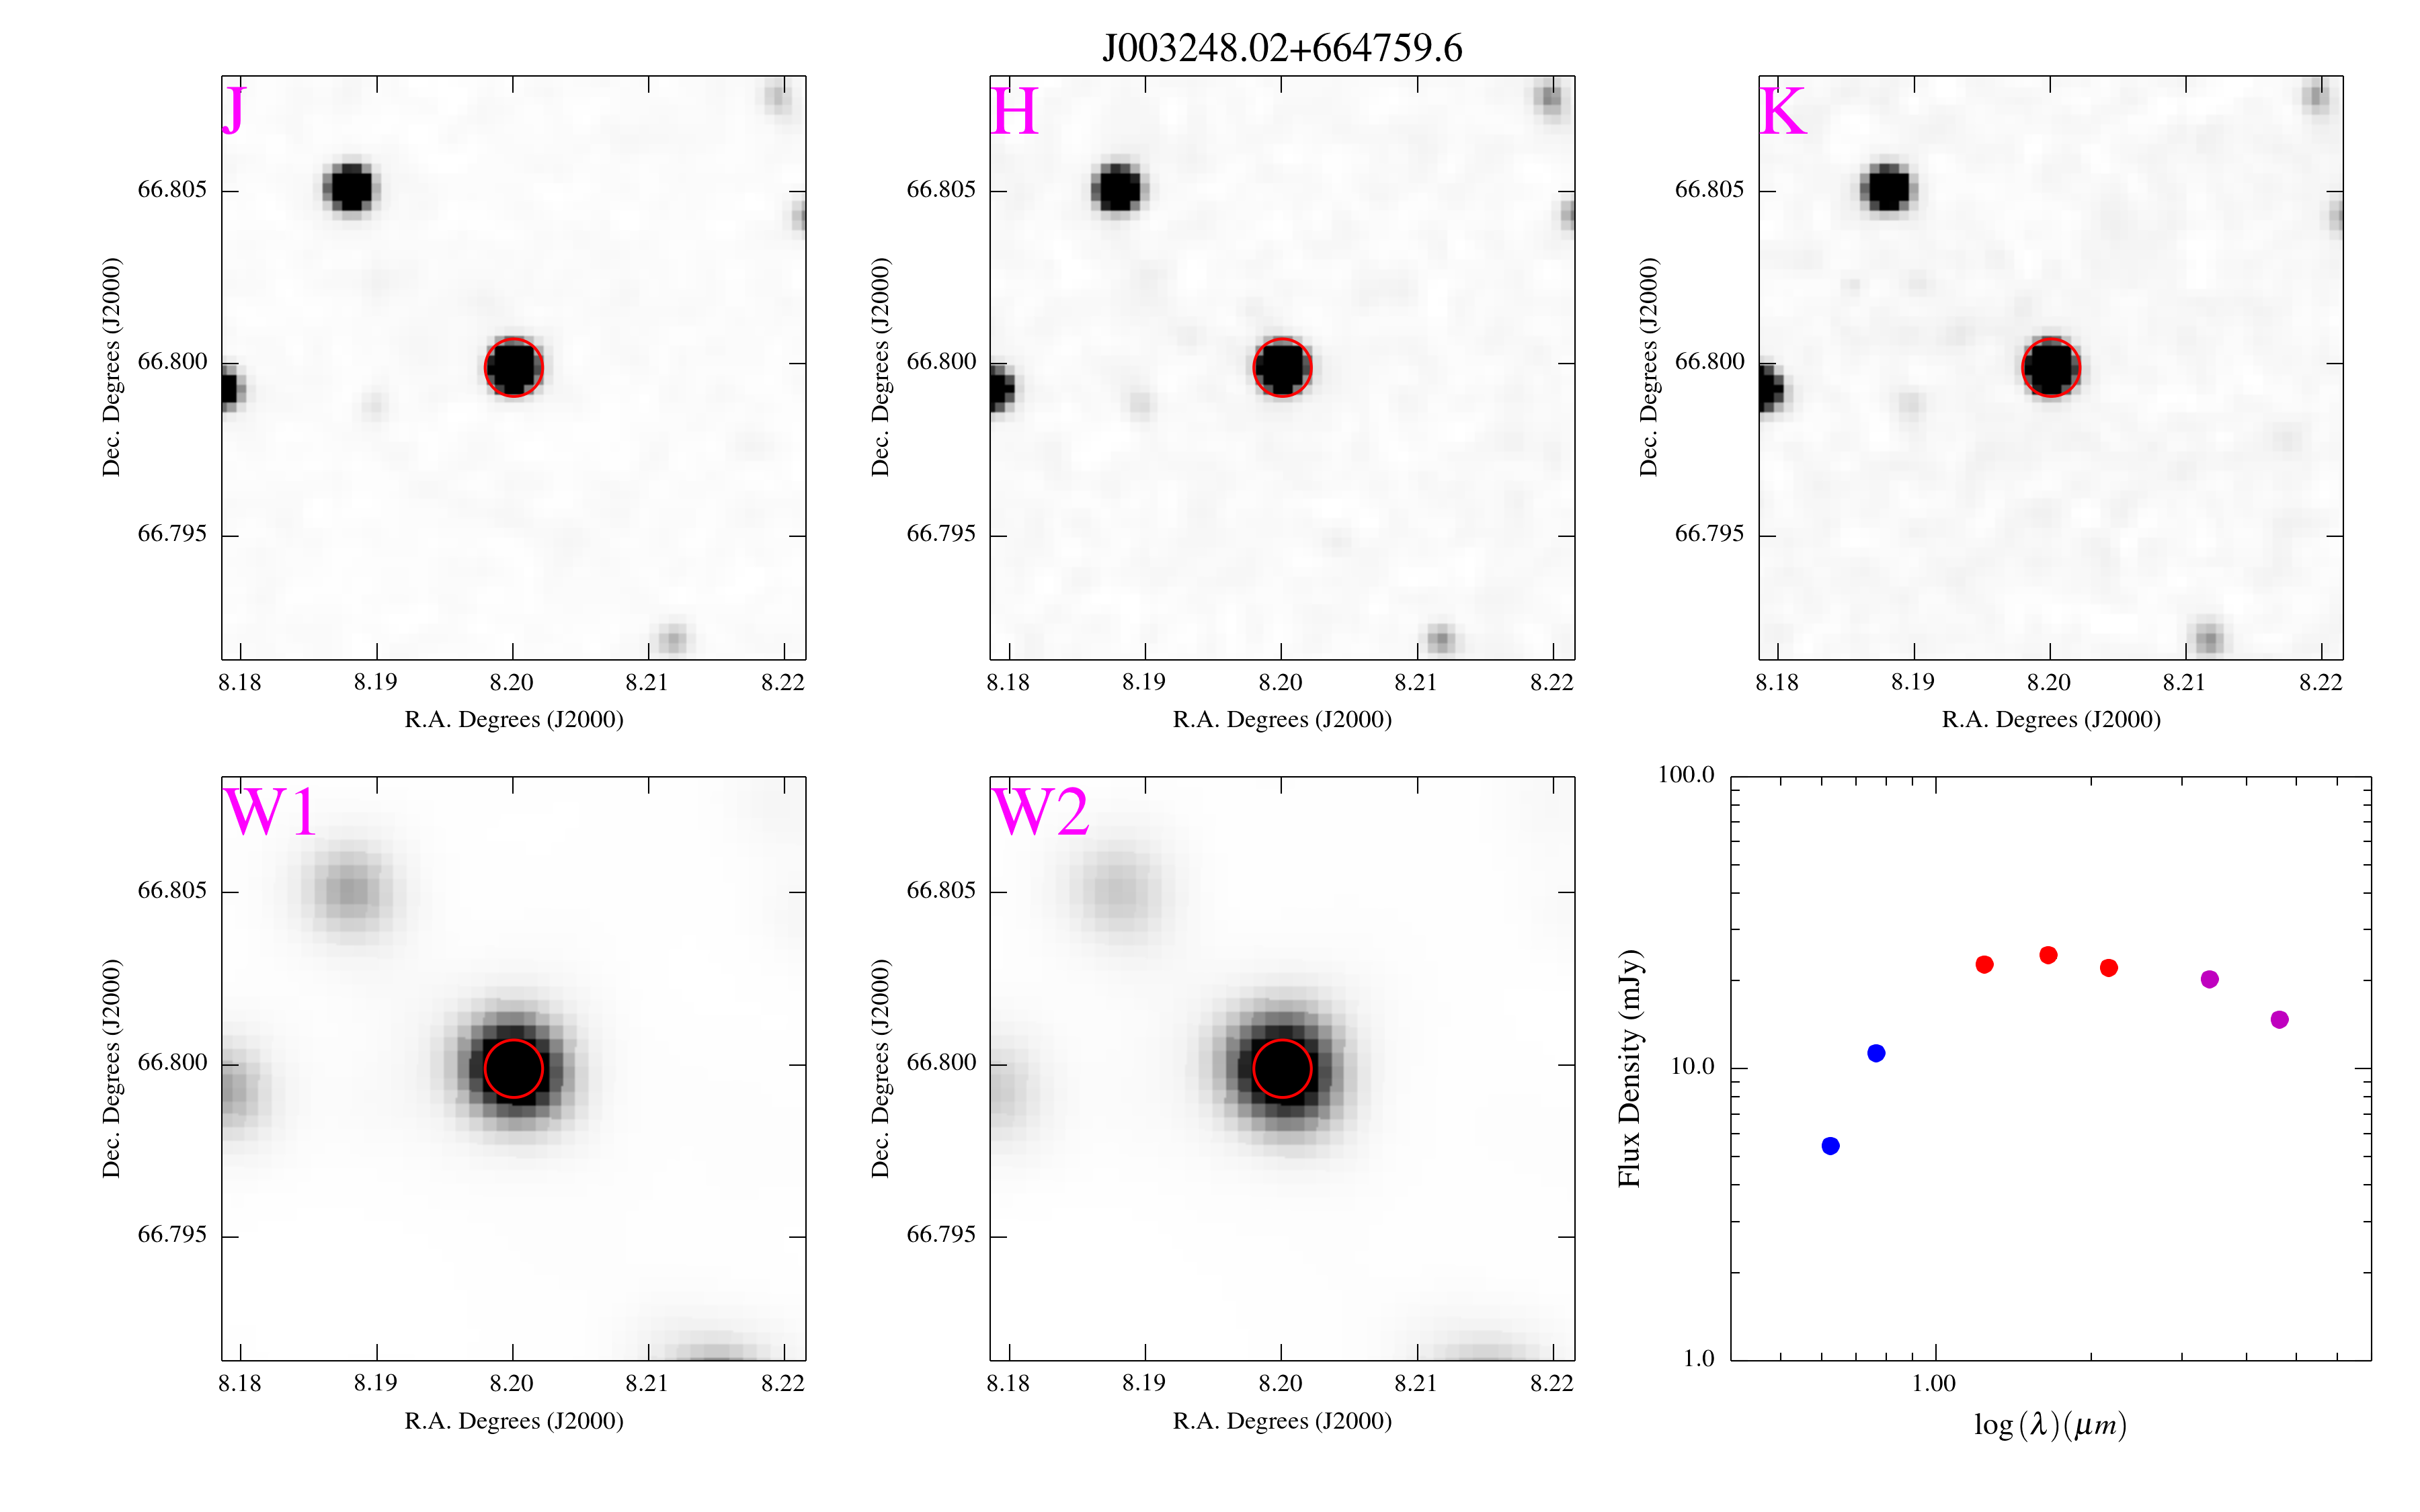 J003248.02+664759.6
J
66.805
66.800
66.795
Dec. Degrees (J2000)
8.18 8.19 8.20 8.21 8.22
R.A. Degrees (J2000)
H
66.805
66.800
66.795
Dec. Degrees (J2000)
8.18 8.19 8.20 8.21 8.22
R.A. Degrees (J2000)
K
66.805
66.800
66.795
Dec. Degrees (J2000)
8.18 8.19 8.20 8.21 8.22
R.A. Degrees (J2000)
W1
66.805
66.800
66.795
Dec. Degrees (J2000)
8.18 8.19 8.20 8.21 8.22
R.A. Degrees (J2000)
W2
66.805
66.800
66.795
Dec. Degrees (J2000)
8.18 8.19 8.20 8.21 8.22
R.A. Degrees (J2000)
100.0
10.0
1.0
Flux Density (mJy)
1.00
log (λ)(μm)